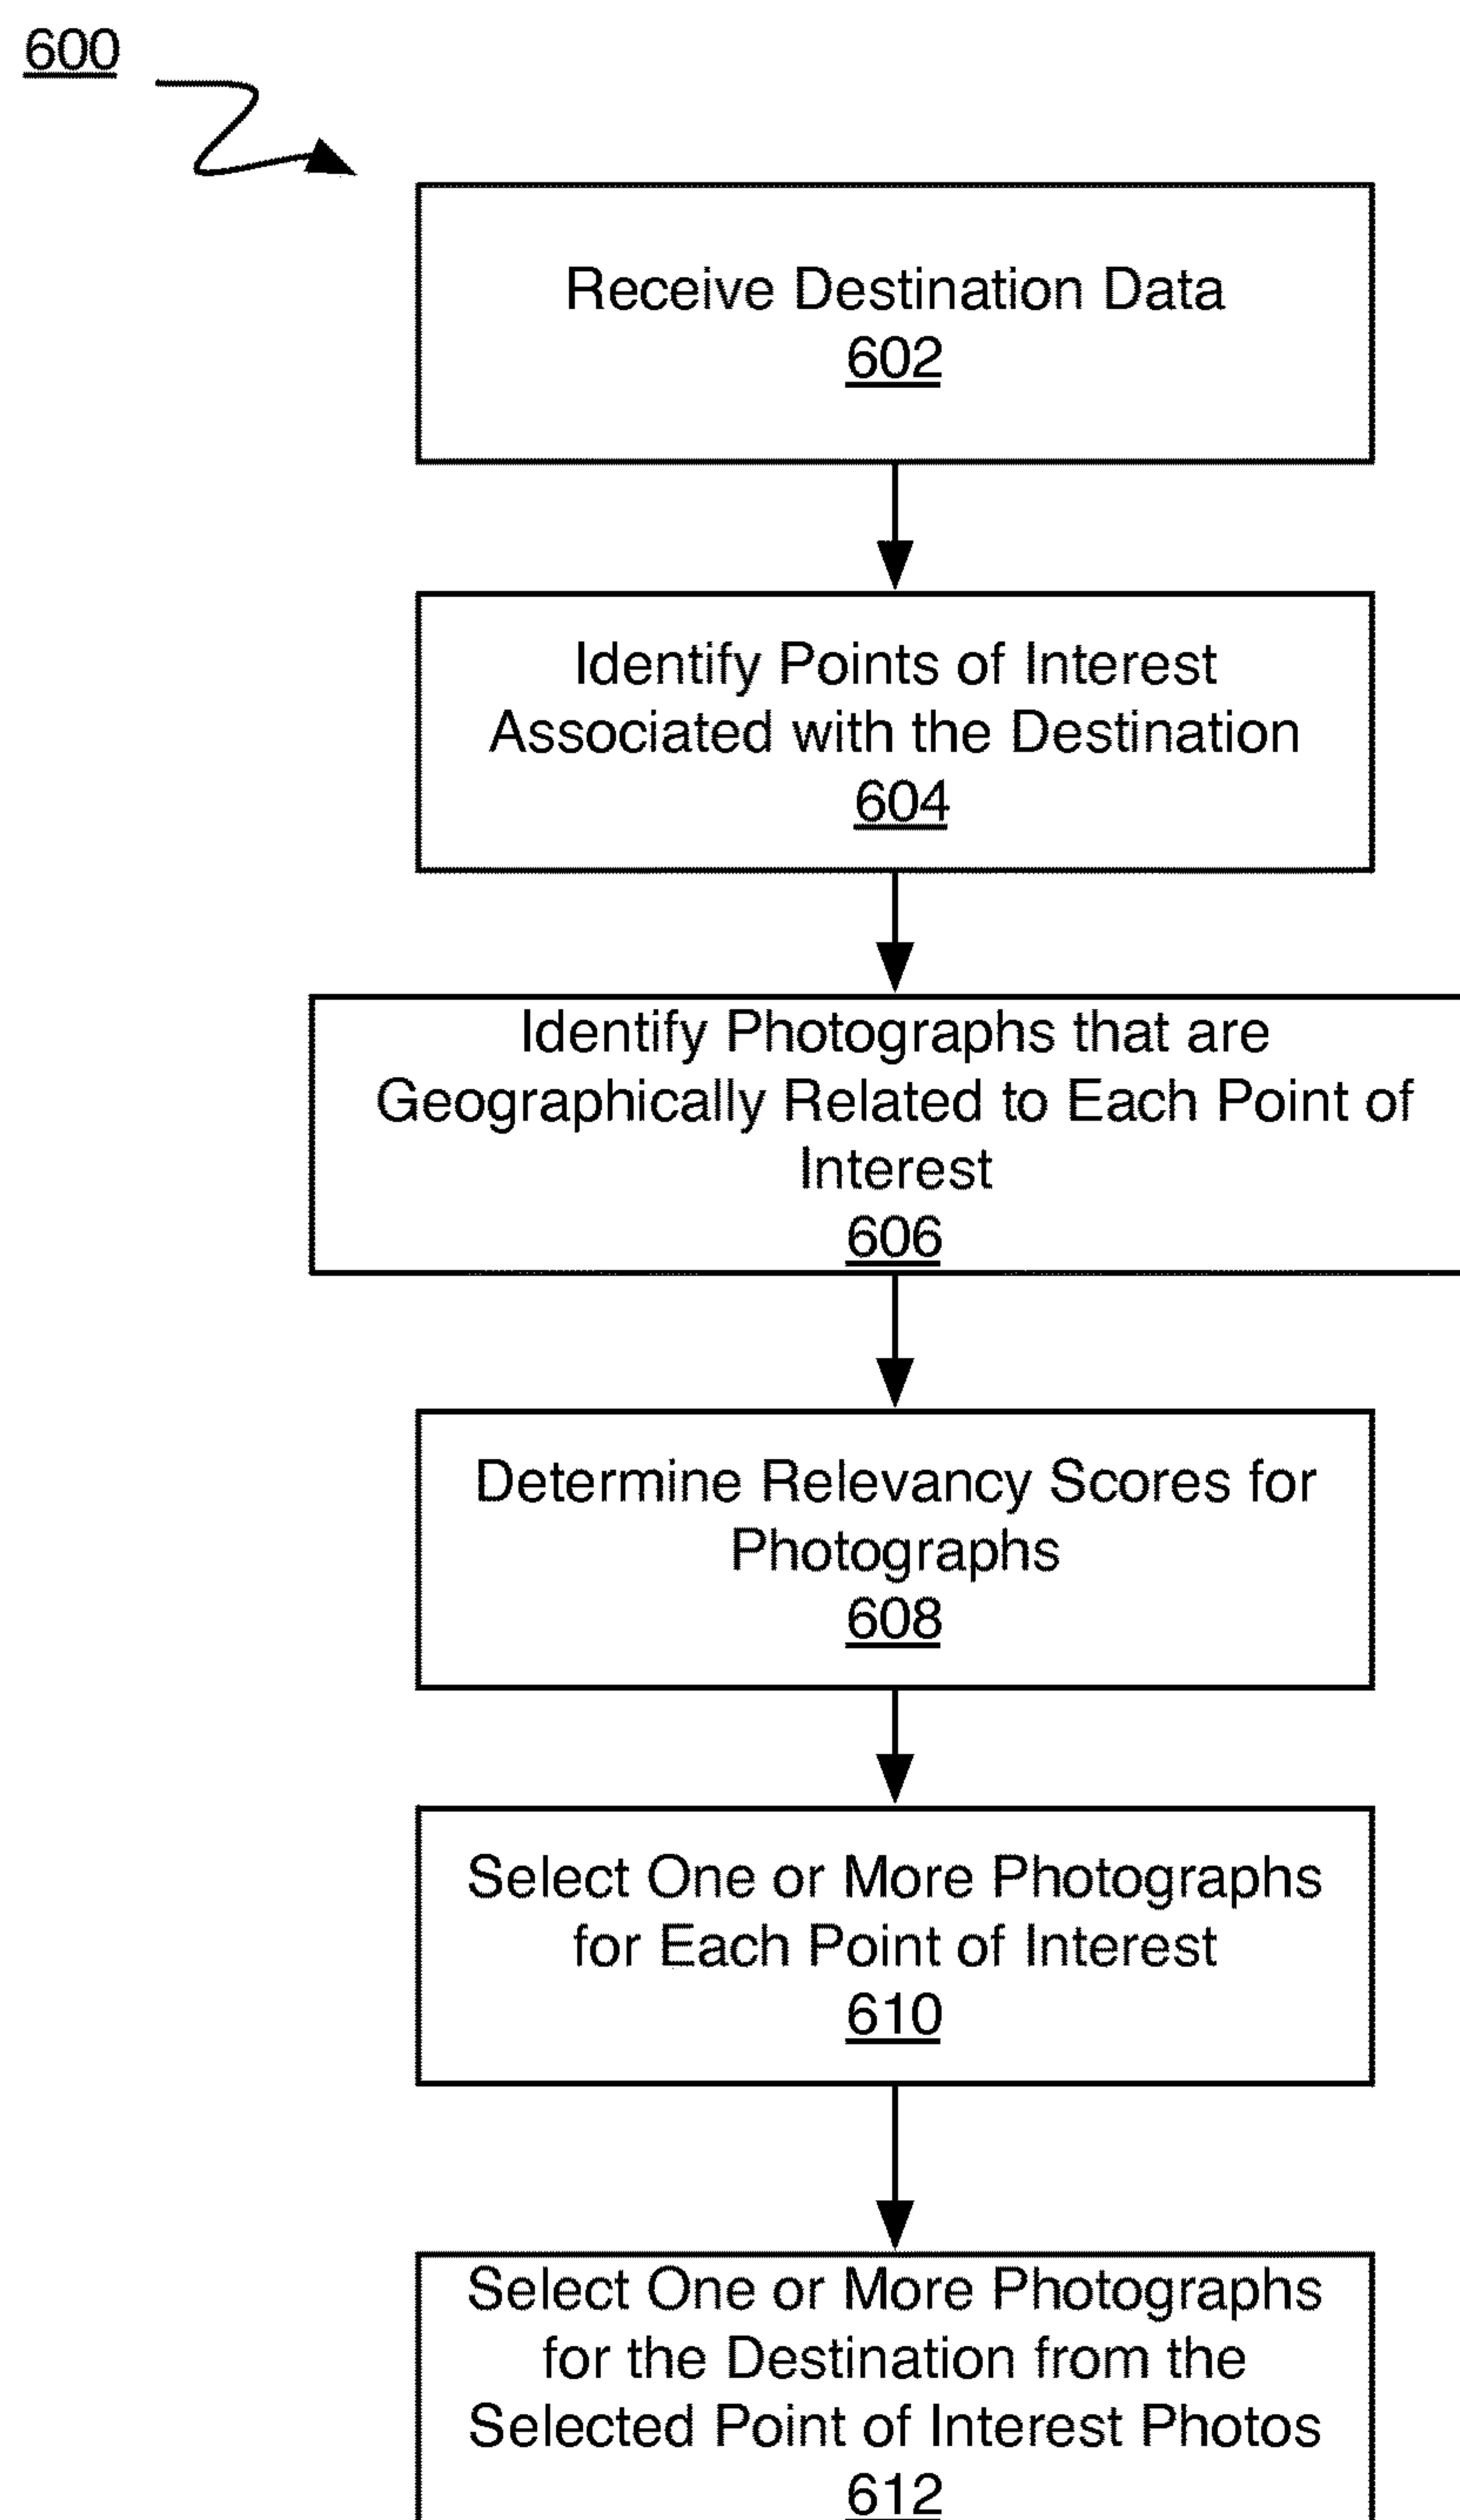 600
Receive Destination Data
602
Identify Points of Interest
Associated with the Destination
604
Identify Photographs that are
Geographically Related to Each Point of
Interest
606
Determine Relevancy Scores for
Photographs
608
Select One or More Photographs
for Each Point of Interest
610
Select One or More Photographs
for the Destination from the
Selected Point of Interest Photos
612